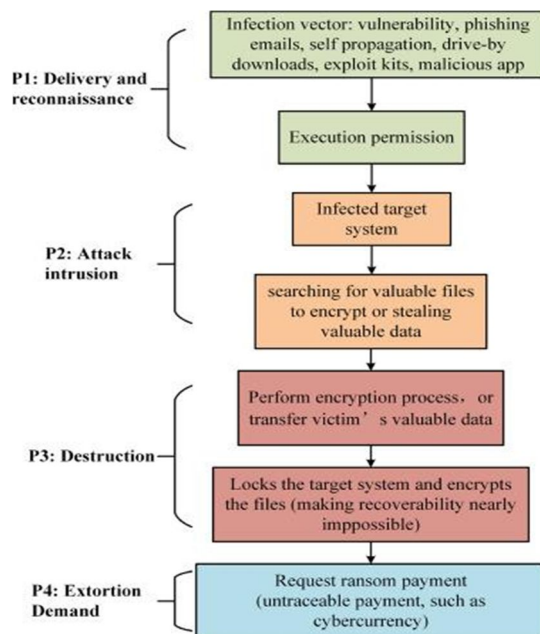 Infection vector: vulnerability, phishing
emails, self propagation, drive-by
downloads, exploit kits, malicious app
P1: Delivery and
reconnaissance
Execution permission
Infected target
system
P2: Attack
intrusion
searching for valuable files
to encrypt or stealing
valuable data
Perform encryption process, or
transfer victim's valuable data
P3: Destruction
Locks the target system and encrypts
the files (making recoverability nearly
imppossible)
P4: Extortion
Demand
Request ransom payment
(untraceable payment, such as
cybercurrency)